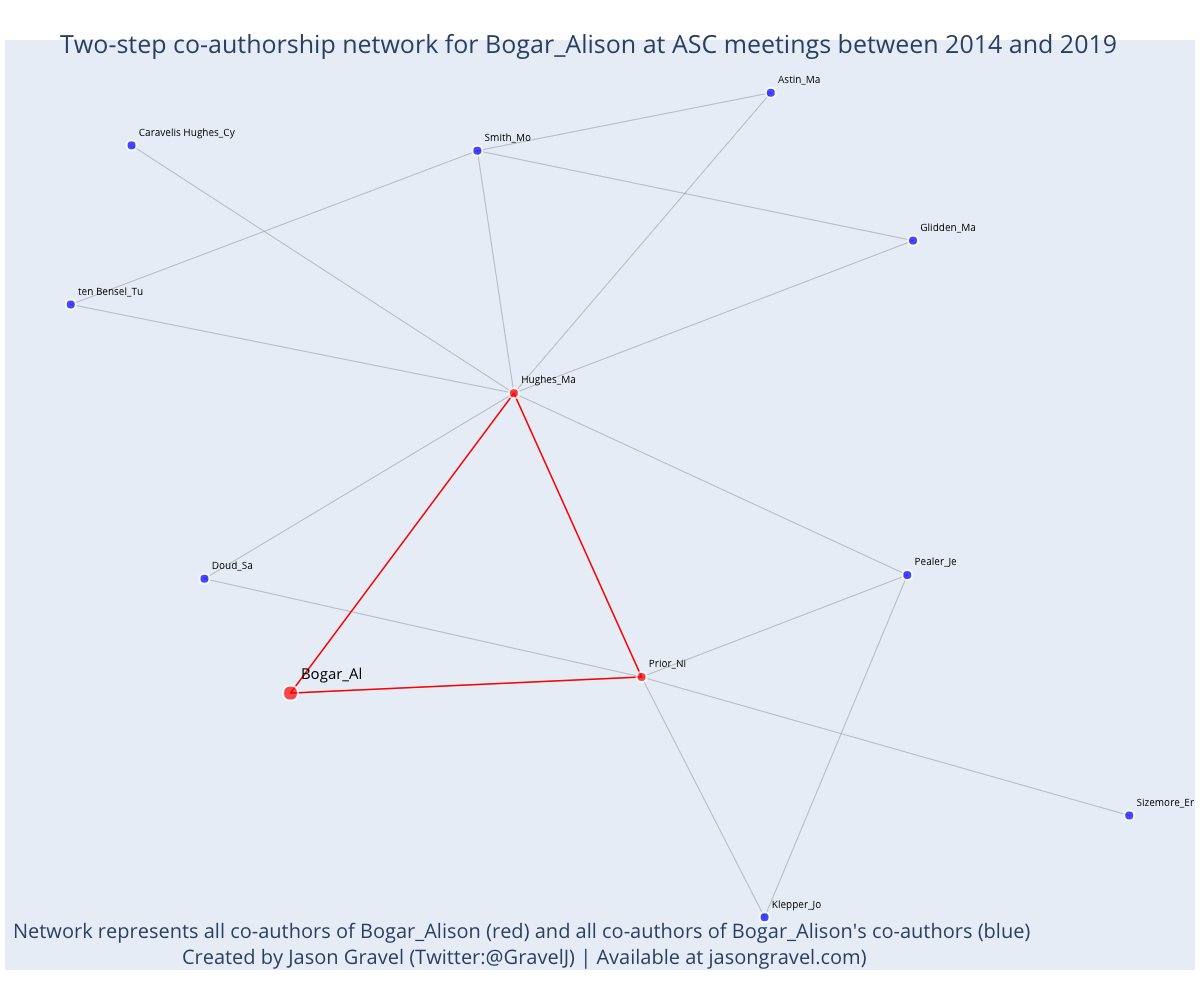 Two-step co-authorship network for Bogar_Alison at ASC meetings between 2014 and 2019
Astin_Ma
Caravelis Hughes_Cy
Smith_Mo
Glidden_Ma
ten Bensel_Tu
Hughes_Ma
Doud_Sa
Pealer_Je
Prior_Ni
Bogar_Al
Sizemore_Er
Klepper_Jo
Network represents all co-authors of Bogar_Alison (red) and all co-authors of Bogar_Alison's co-authors (blue)
Created by Jason Gravel (Twitter:@GravelJ) | Available at jasongravel.com)